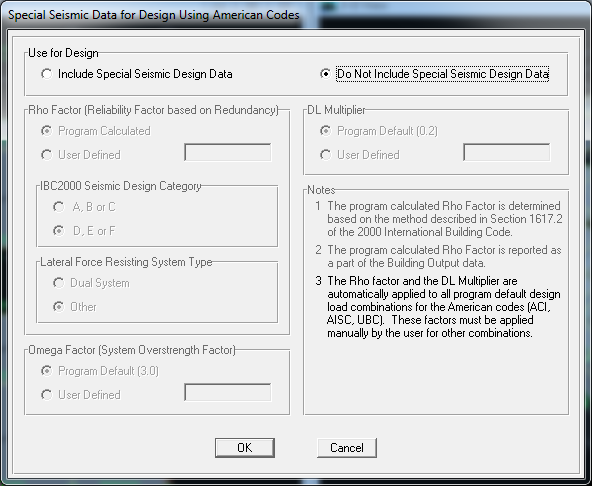 Special Seismic Data for Design Using American Codes
Use for Design
Include Special Seismic Design Data
Do Not Include Special Seismic Design Data
Rho Factor (Reliability Factor based on Redundancy)
Program Calculated
User Defined
IBC2000 Seismic Design Category
A, B or C
D, E or F
Lateral Force Resisting System Type
Dual System
Other
Omega Factor (System Overstrength Factor)
Program Default (3.0)
User Defined
DL Multiplier
Program Default (0.2)
User Defined
Notes
1 The program calculated Rho Factor is determined
based on the method described in Section 1617.2
of the 2000 International Building Code.
2 The program calculated Rho Factor is reported as
a part of the Building Output data.
3 The Rho factor and the DL Multiplier are
automatically applied to all program default design
load combinations for the American codes (ACI,
AISC, UBC). These factors must be applied
manually by the user for other combinations.
OK
Cancel